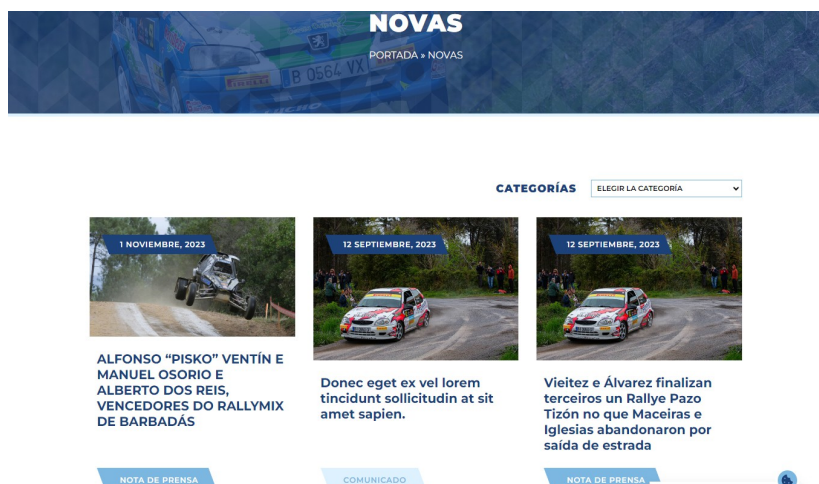 NOVAS
PORTADA » NOVAS
B 0564 VX
CATEGORÍAS
ELEGIR LA CATEGORÍA
1 NOVIEMBRE, 2023
ALFONSO “PISKO” VENTÍN E
MANUEL OSORIO E
ALBERTO DOS REIS,
VENCEDORES DO RALLYMIX
DE BARBADÁS
NOTA DE PRENSA
12 SEPTIEMBRE, 2023
Donec eget ex vel lorem
tincidunt sollicitudin at sit
amet sapien.
COMUNICADO
12 SEPTIEMBRE, 2023
Vieitez e Álvarez finalizan
terceiros un Rallye Pazo
Tizón no que Maceiras e
Iglesias abandonaron por
saída de estrada
NOTA DE PRENSA